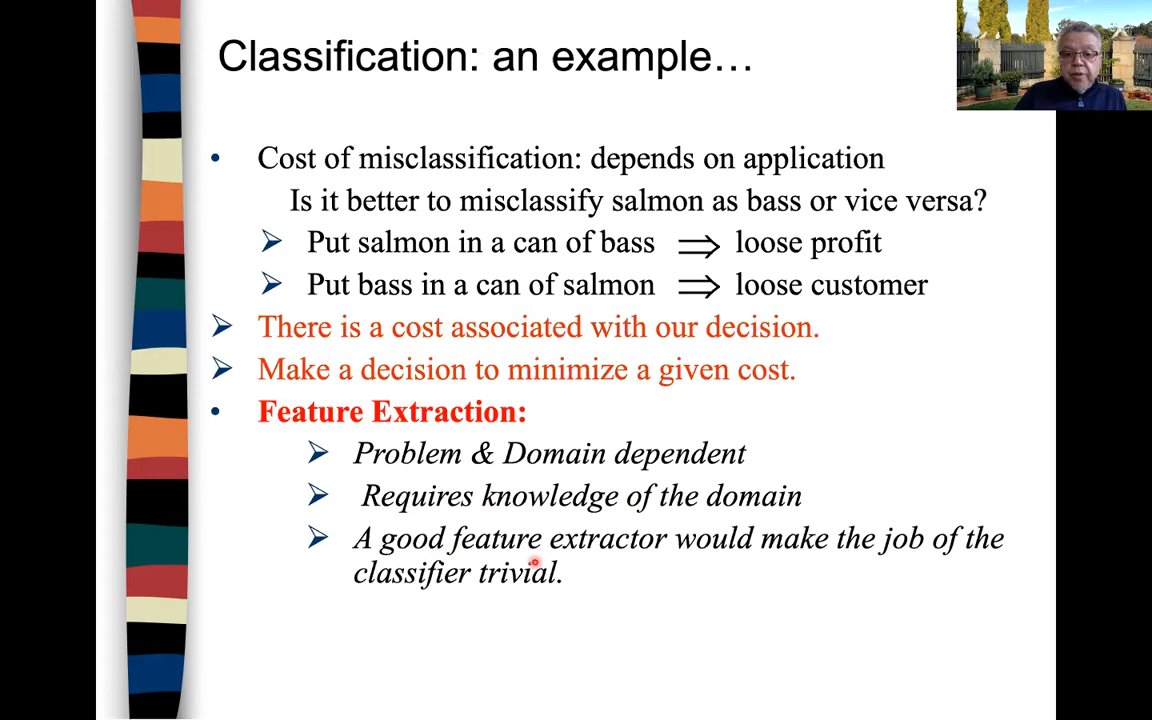 Classification: an example…
• Cost of misclassification: depends on application
Is it better to misclassify salmon as bass or vice versa?
➢ Put salmon in a can of bass ⟹ loose profit
➢ Put bass in a can of salmon ⟹ loose customer
➢ There is a cost associated with our decision.
➢ Make a decision to minimize a given cost.
• Feature Extraction:
➢ Problem & Domain dependent
➢ Requires knowledge of the domain
➢ A good feature extractor would make the job of the
classifier trivial.